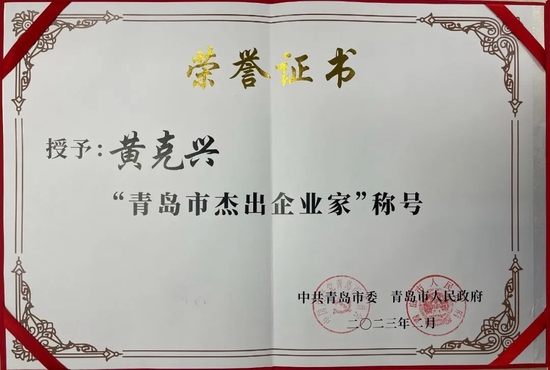 荣誉证书
授予：黄克兴
“青岛市杰出企业家”称号
中共青岛市委 青岛市人民政府
二〇二三年 月